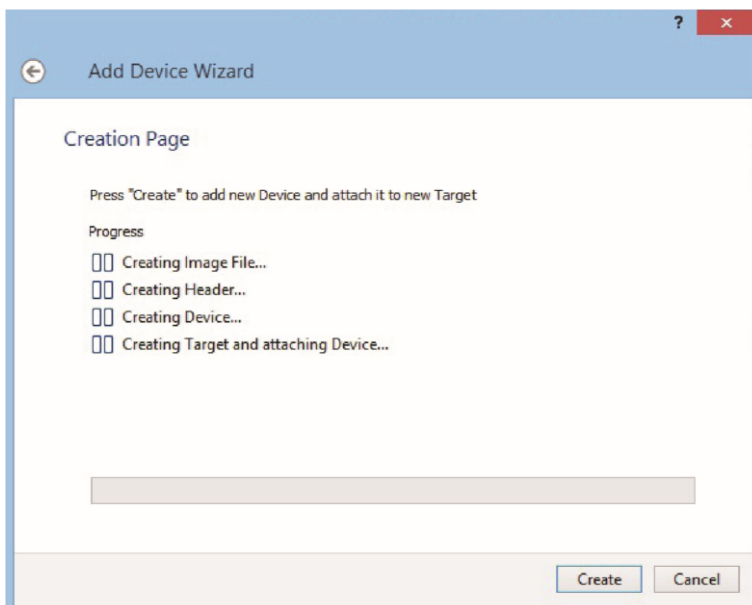 ?
Add Device Wizard
Creation Page
Press "Create" to add new Device and attach it to new Target
Progress
Creating Image File...
Creating Header...
Creating Device...
Creating Target and attaching Device...
Create Cancel